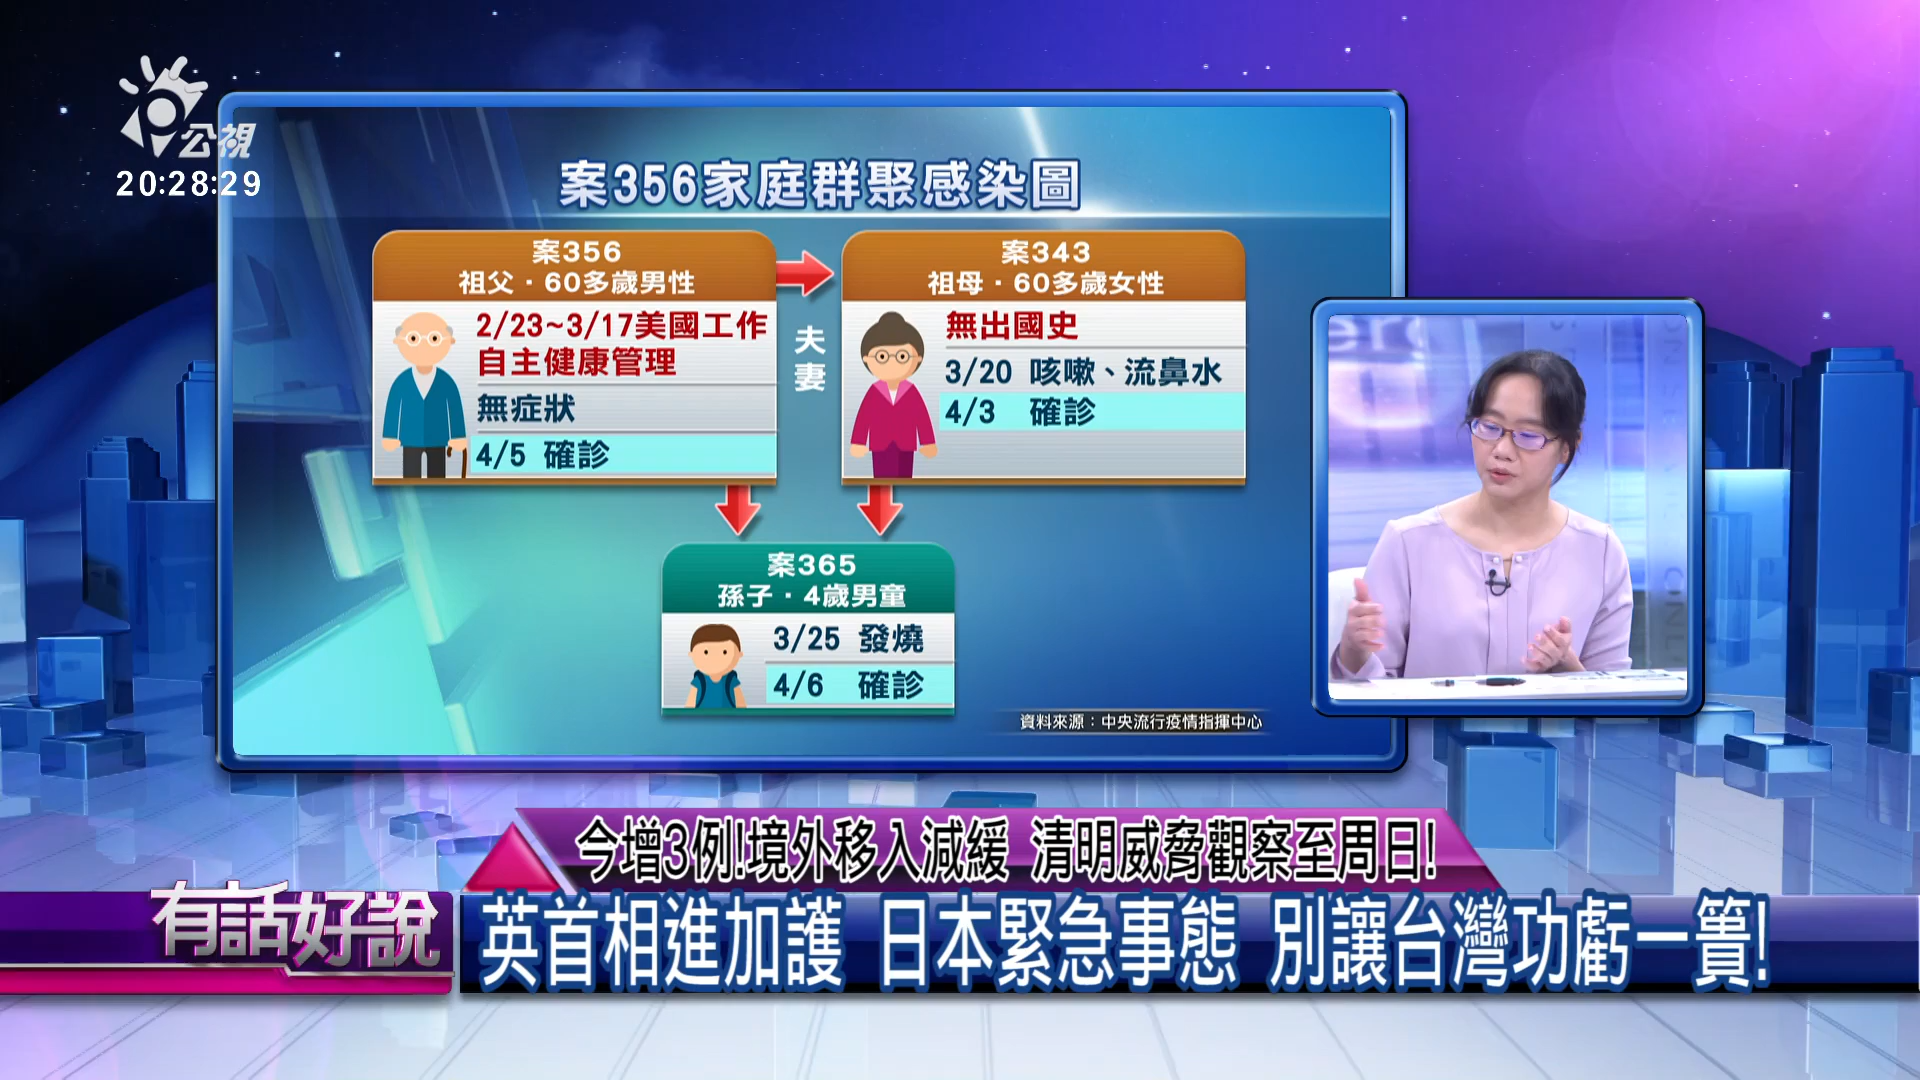 公視
20:28:29
案356家庭群聚感染圖
案356
祖父·60多歲男性
2/23~3/17美國工作
自主健康管理
無症狀
4/5 確診
夫妻
案343
祖母·60多歲女性
無出國史
3/20 咳嗽、流鼻水
4/3 確診
案365
孫子·4歲男童
3/25 發燒
4/6 確診
資料來源:中央流行疫情指揮中心
今增3例!境外移入減緩 清明威脅觀察至周日!
有話好說
英首相進加護 日本緊急事態 別讓台灣功虧一簣!